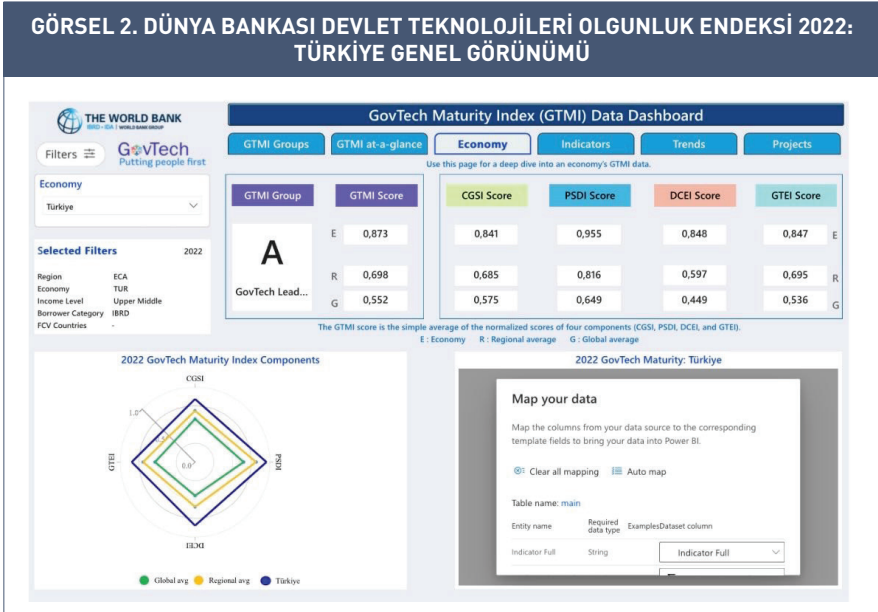 GÖRSEL 2. DÜNYA BANKASI DEVLET TEKNOLOJİLERİ OLGUNLUK ENDEKSİ 2022:
TÜRKİYE GENEL GÖRÜNÜMÜ
THE WORLD BANK
IBRD • IDA | WORLD BANK GROUP
GovTech Maturity Index (GTMI) Data Dashboard
Filters
GovTech
Putting people first
GTMI Groups
GTMI at-a-glance
Economy
Indicators
Trends
Projects
Use this page for a deep dive into an economy's GTMI data.
Economy
Türkiye
Selected Filters 2022
Region ECA
Economy TUR
Income Level Upper Middle
Borrower Category IBRD
FCV Countries -
GTMI Group GTMI Score CGSI Score PSDI Score DCEI Score GTEI Score
A
GovTech Lead...
E 0,873 0,841 0,955 0,848 0,847 E
R 0,698 0,685 0,816 0,597 0,695 R
G 0,552 0,575 0,649 0,449 0,536 G
The GTMI score is the simple average of the normalized scores of four components (CGSI, PSDI, DCEI, and GTEI).
E : Economy R : Regional average G : Global average
2022 GovTech Maturity Index Components
CGSI
1.0
0.5
0.0
GTEI
PSDI
DCEI
Global avg Regional avg Türkiye
2022 GovTech Maturity: Türkiye
Map your data
Map the columns from your data source to the corresponding
template fields to bring your data into Power BI.
Clear all mapping Auto map
Table name: main
Entity name Required data type Examples Dataset column
Indicator Full String Indicator Full